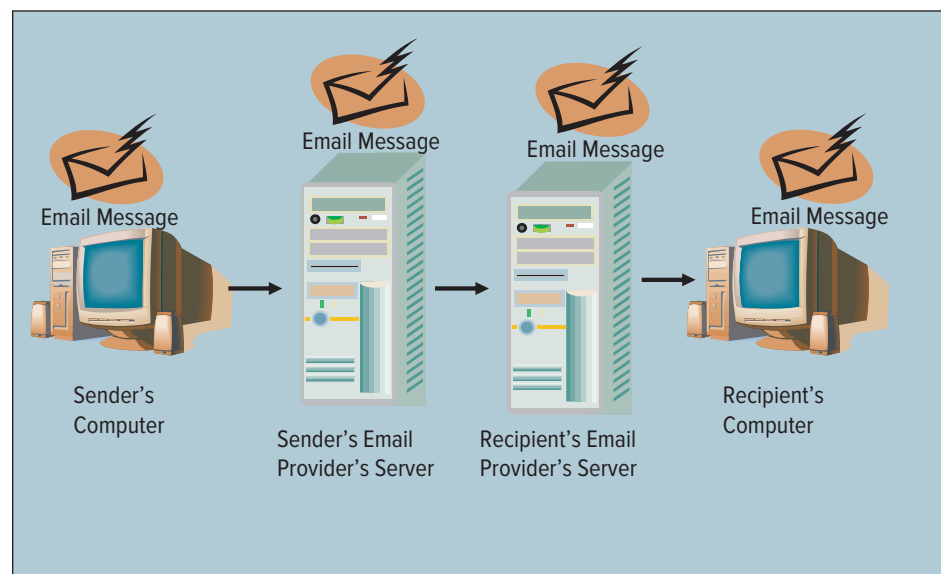 Email Message
Email Message
Email Message
Email Message
Sender's
Computer
Sender's Email
Provider's Server
Recipient's Email
Provider's Server
Recipient's
Computer